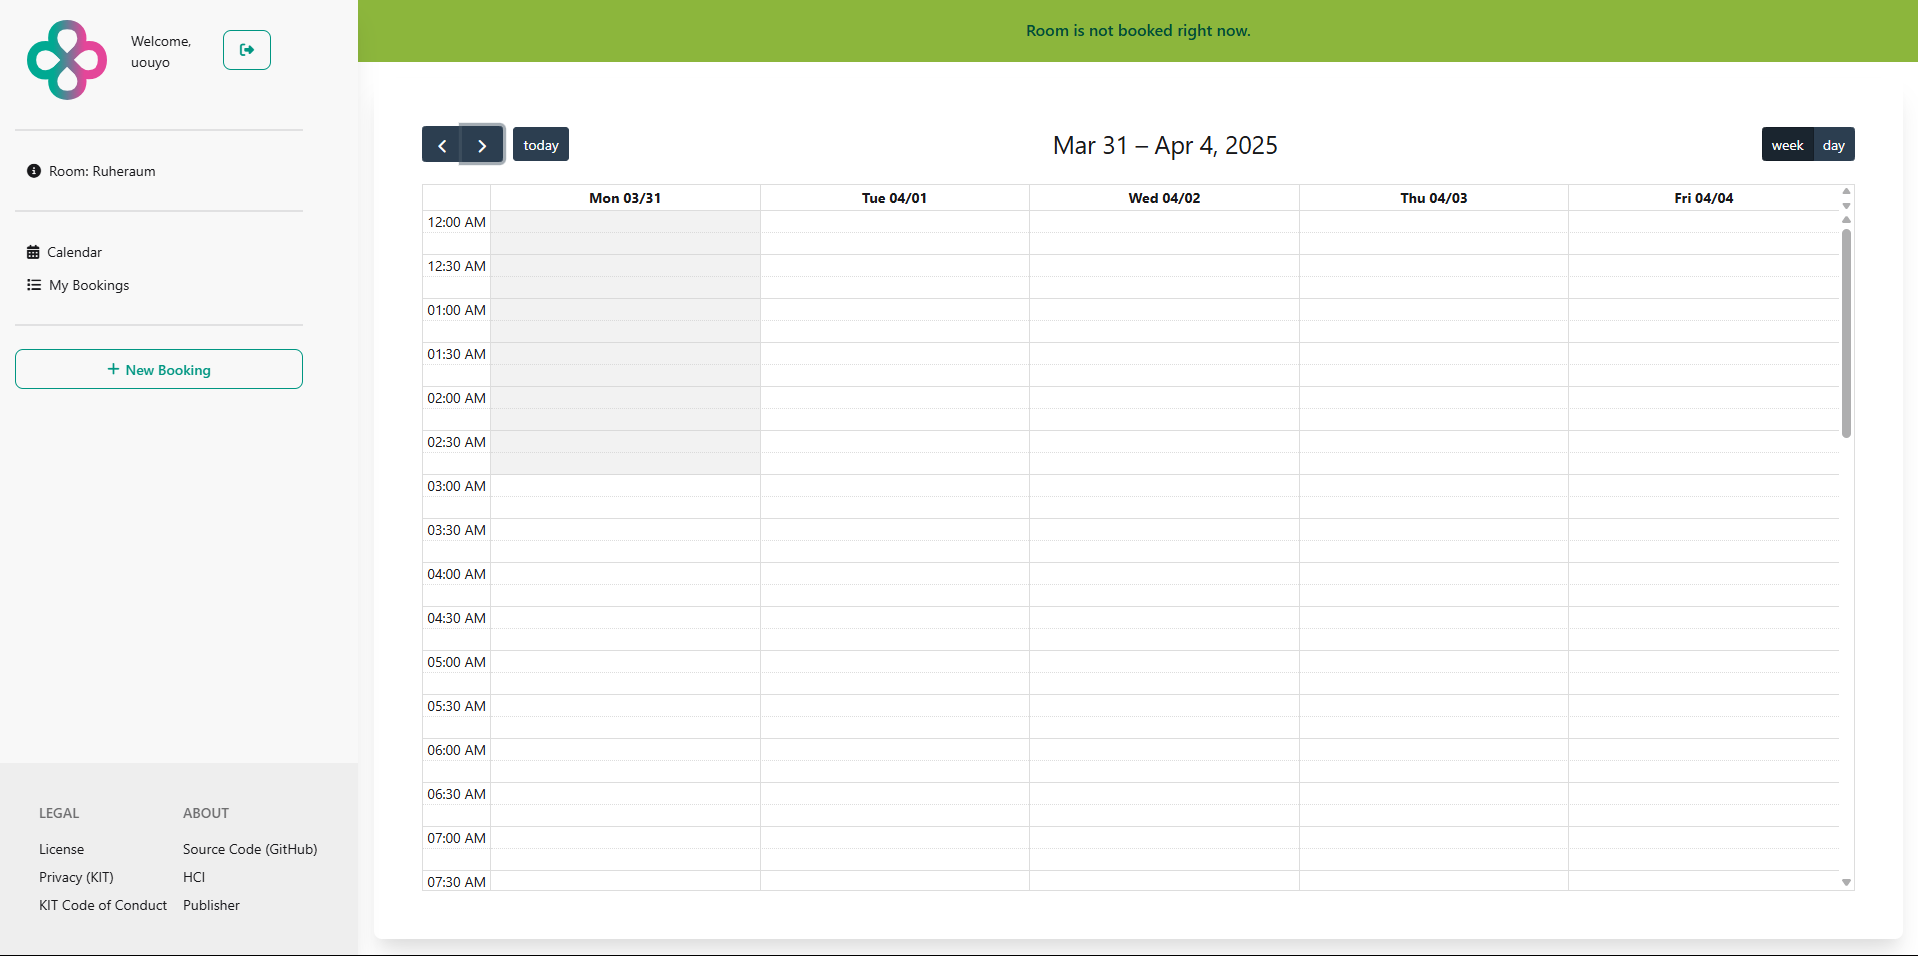 Welcome,
uouyo
Room: Ruheraum
Calendar
My Bookings
New Booking
LEGAL
License
Privacy (KIT)
KIT Code of Conduct
ABOUT
Source Code (GitHub)
HCI
Publisher
Room is not booked right now.
today
Mar 31 – Apr 4, 2025
week
day
Mon 03/31
Tue 04/01
Wed 04/02
Thu 04/03
Fri 04/04
12:00 AM
12:30 AM
01:00 AM
01:30 AM
02:00 AM
02:30 AM
03:00 AM
03:30 AM
04:00 AM
04:30 AM
05:00 AM
05:30 AM
06:00 AM
06:30 AM
07:00 AM
07:30 AM